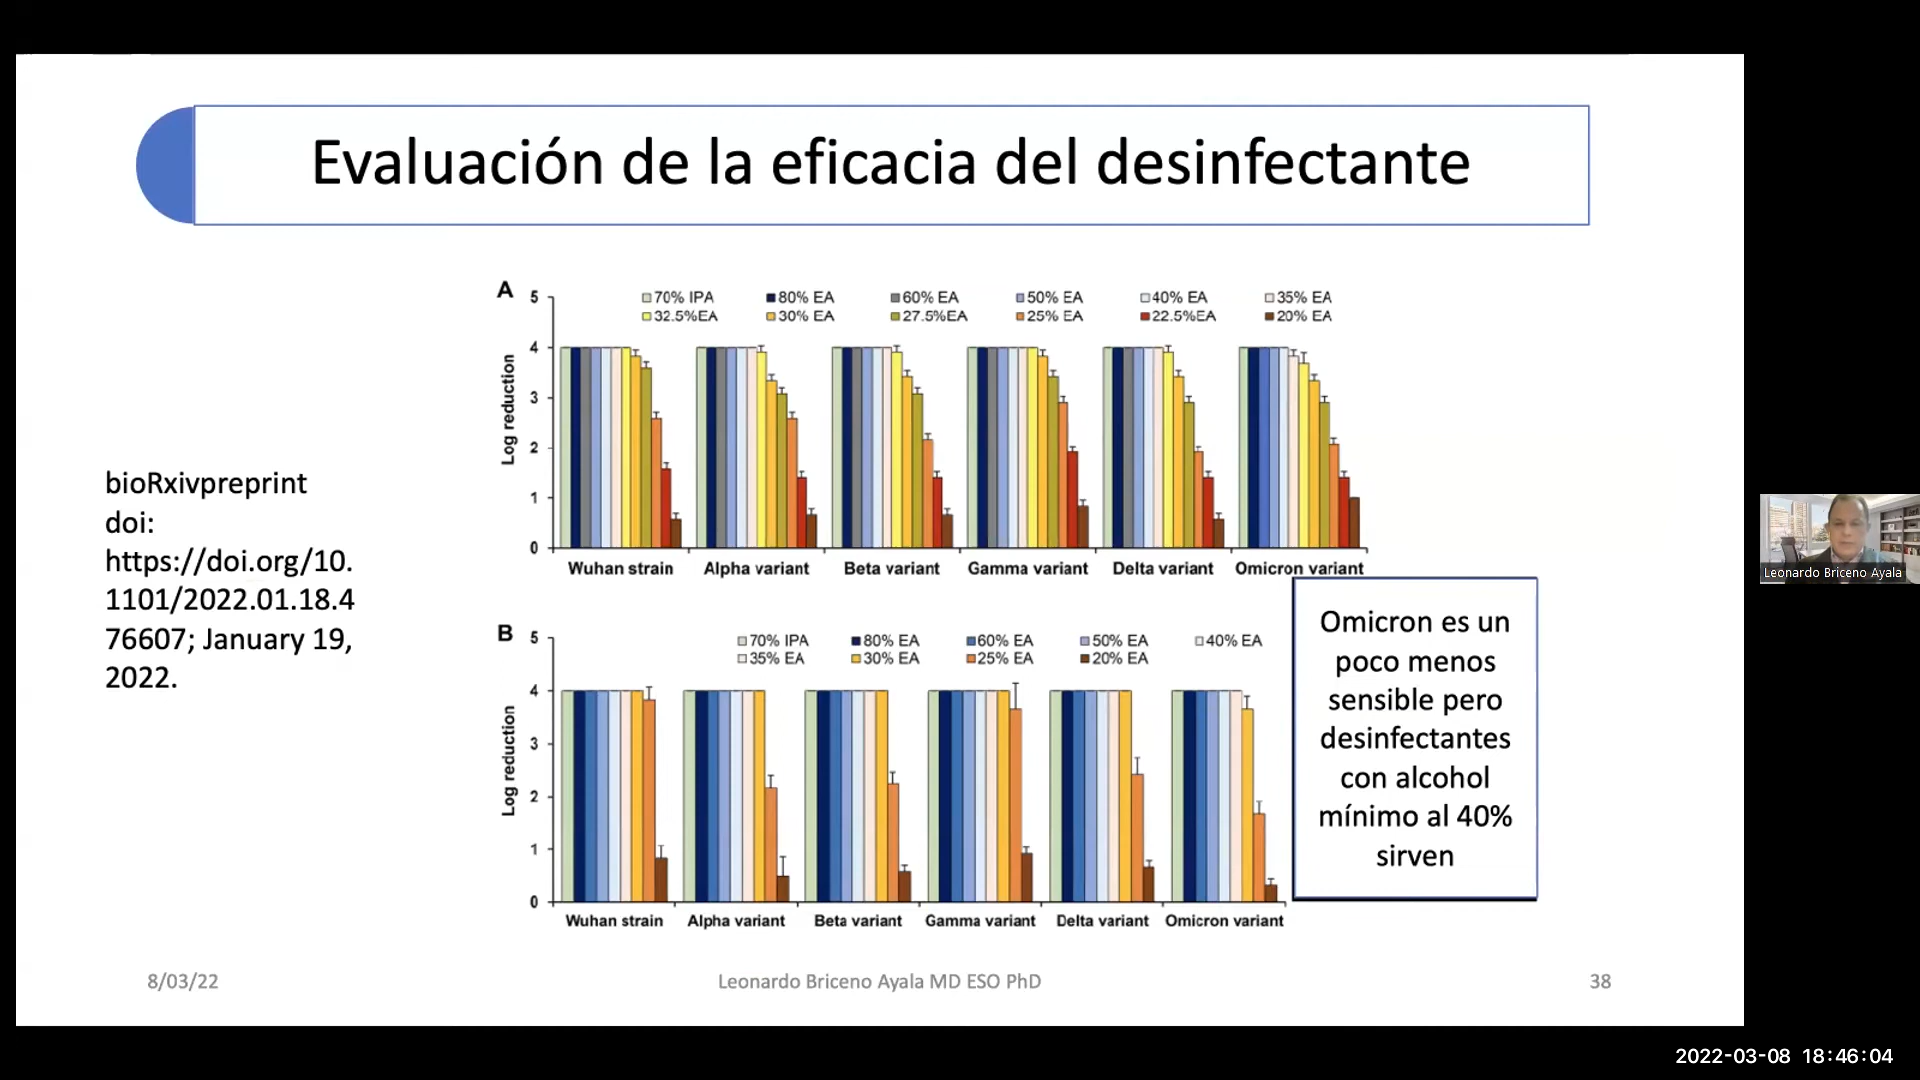 Evaluación de la eficacia del desinfectante
bioRxivpreprint
doi:
https://doi.org/10.
1101/2022.01.18.4
76607; January 19,
2022.
A
70% IPA 80% EA 60% EA 50% EA 40% EA 35% EA
32.5%EA 30% EA 27.5%EA 25% EA 22.5%EA 20% EA
Log reduction
5
4
3
2
1
0
Wuhan strain Alpha variant Beta variant Gamma variant Delta variant Omicron variant
B
70% IPA 80% EA 60% EA 50% EA 40% EA
35% EA 30% EA 25% EA 20% EA
Log reduction
5
4
3
2
1
0
Wuhan strain Alpha variant Beta variant Gamma variant Delta variant Omicron variant
Omicron es un
poco menos
sensible pero
desinfectantes
con alcohol
mínimo al 40%
sirven
8/03/22
Leonardo Briceno Ayala MD ESO PhD
38
Leonardo Briceno Ayala
2022-03-08 18:46:04